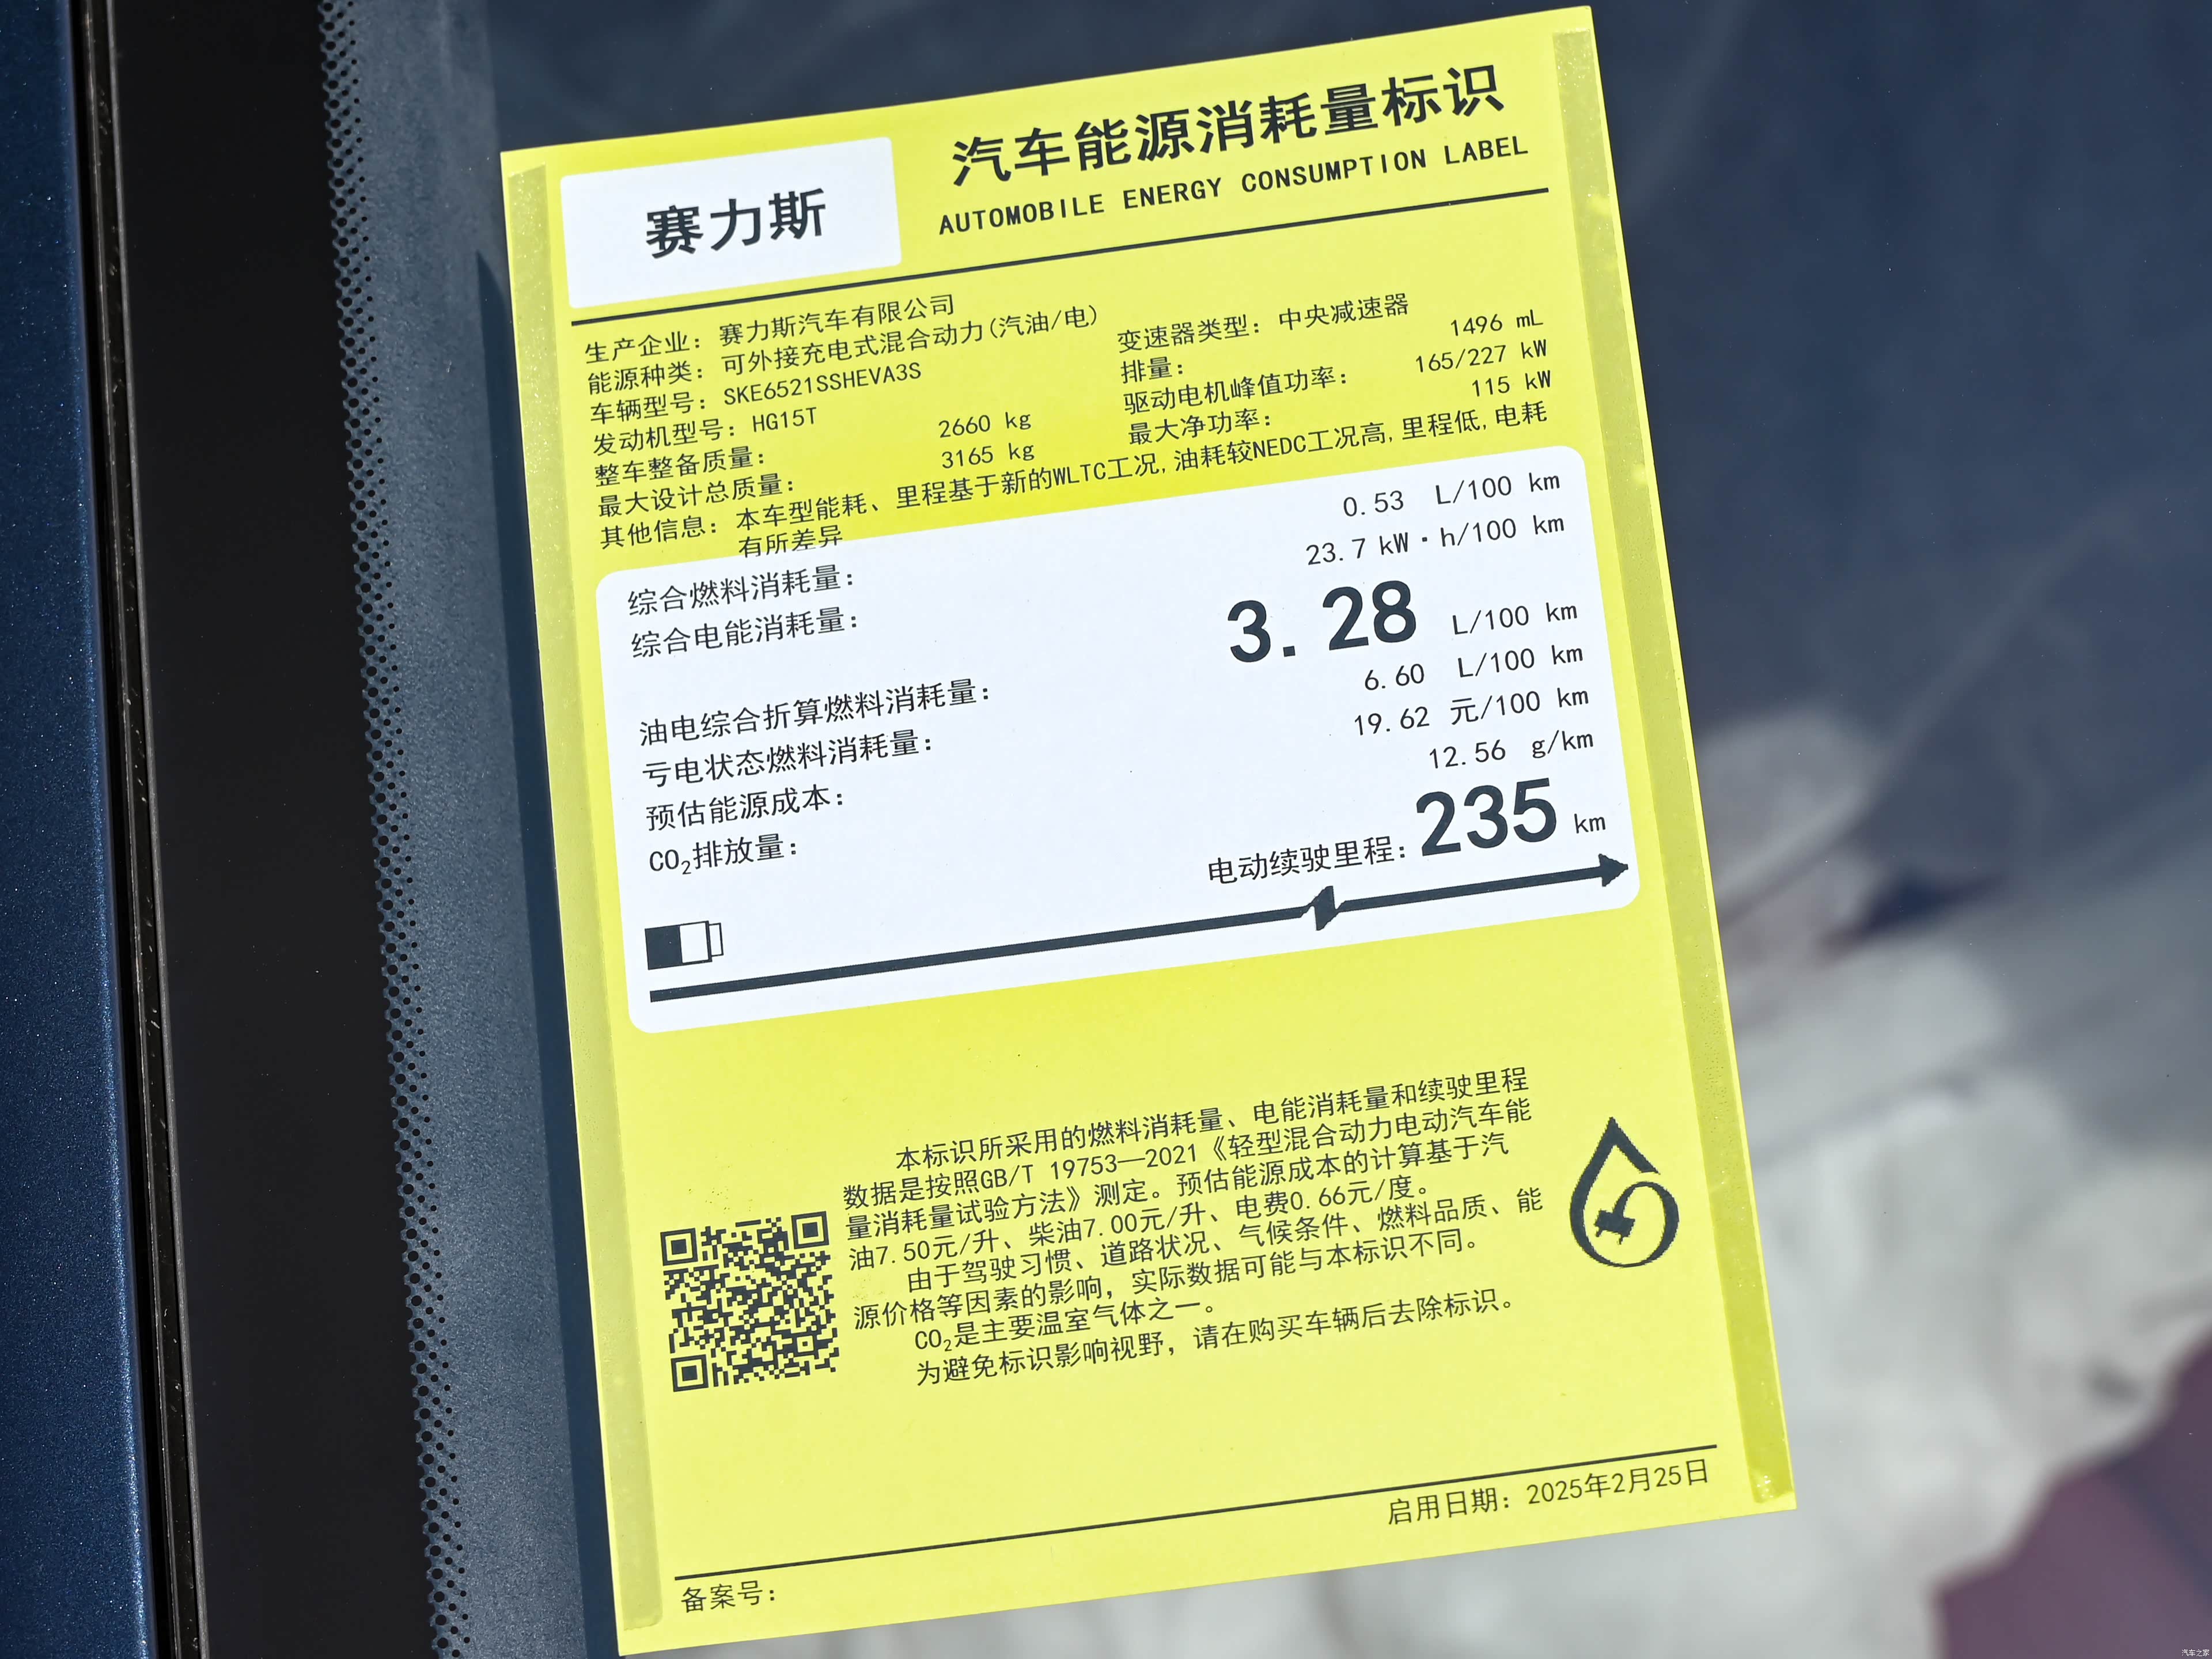 赛力斯
汽车能源消耗量标识
AUTOMOBILE ENERGY CONSUMPTION LABEL
生产企业：赛力斯汽车有限公司
能源种类：可外接充电式混合动力(汽油/电)
车辆型号：SKE6521SSHEVA3S
发动机型号：HG15T
整车整备质量： 2660 kg
最大设计总质量： 3165 kg
变速器类型：中央减速器
排量： 1496 mL
驱动电机峰值功率： 165/227 kW
最大净功率： 115 kW
其他信息：本车型能耗、里程基于新的WLTC工况,油耗较NEDC工况高,里程低,电耗
有所差异
综合燃料消耗量： 0.53 L/100 km
综合电能消耗量： 23.7 kW·h/100 km
油电综合折算燃料消耗量： 3.28 L/100 km
亏电状态燃料消耗量： 6.60 L/100 km
预估能源成本： 19.62 元/100 km
CO₂排放量： 12.56 g/km
电动续驶里程：235 km
本标识所采用的燃料消耗量、电能消耗量和续驶里程
数据是按照GB/T 19753—2021《轻型混合动力电动汽车能
量消耗量试验方法》测定。预估能源成本的计算基于汽
油7.50元/升、柴油7.00元/升、电费0.66元/度。
由于驾驶习惯、道路状况、气候条件、燃料品质、能
源价格等因素的影响，实际数据可能与本标识不同。
CO₂是主要温室气体之一。
为避免标识影响视野，请在购买车辆后去除标识。
启用日期：2025年2月25日
备案号：
汽车之家